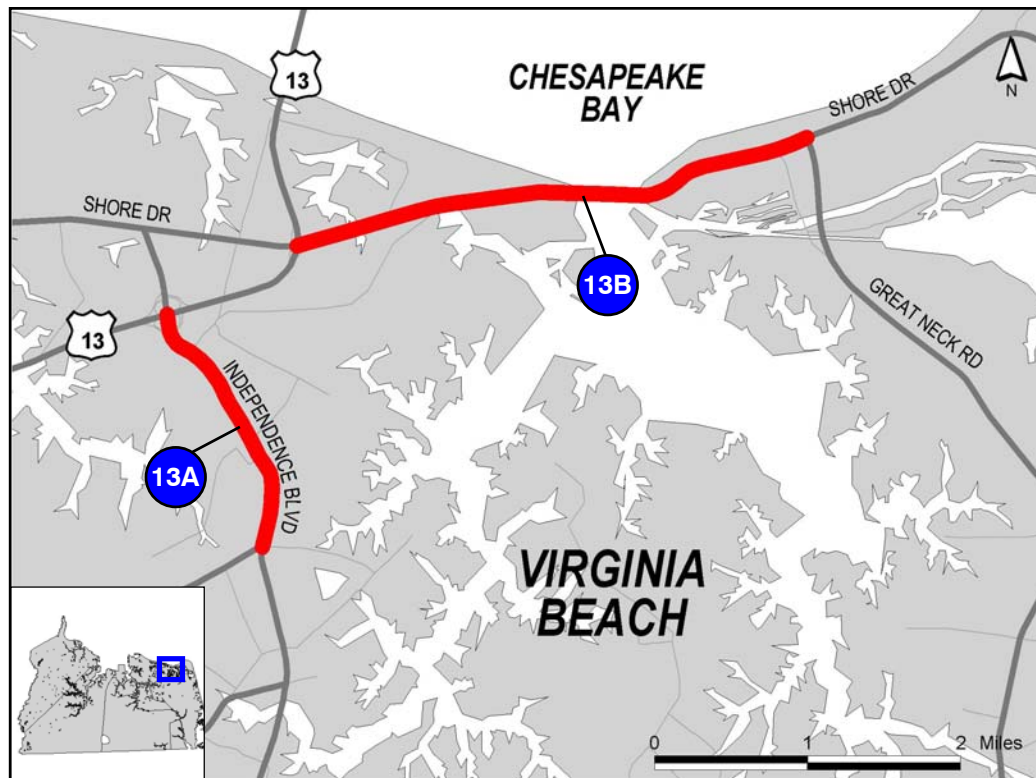 13
CHESAPEAKE
BAY
SHORE DR
N
SHORE DR
13B
13
GREAT NECK RD
INDEPENDENCE BLVD
13A
VIRGINIA
BEACH
0 1 2 Miles